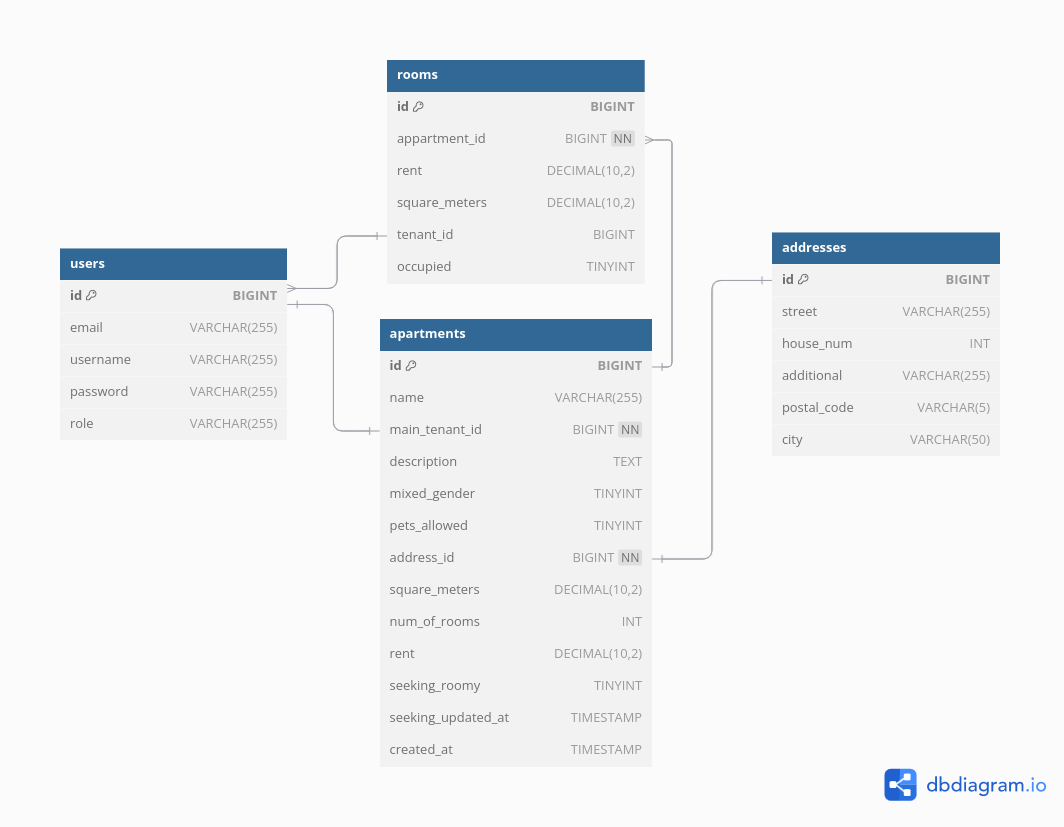 rooms
id BIGINT
appartment_id BIGINT NN
rent DECIMAL(10,2)
square_meters DECIMAL(10,2)
tenant_id BIGINT
occupied TINYINT
users
id BIGINT
email VARCHAR(255)
username VARCHAR(255)
password VARCHAR(255)
role VARCHAR(255)
apartments
id BIGINT
name VARCHAR(255)
main_tenant_id BIGINT NN
description TEXT
mixed_gender TINYINT
pets_allowed TINYINT
address_id BIGINT NN
square_meters DECIMAL(10,2)
num_of_rooms INT
rent DECIMAL(10,2)
seeking_roomy TINYINT
seeking_updated_at TIMESTAMP
created_at TIMESTAMP
addresses
id BIGINT
street VARCHAR(255)
house_num INT
additional VARCHAR(255)
postal_code VARCHAR(5)
city VARCHAR(50)
dbdiagram.io